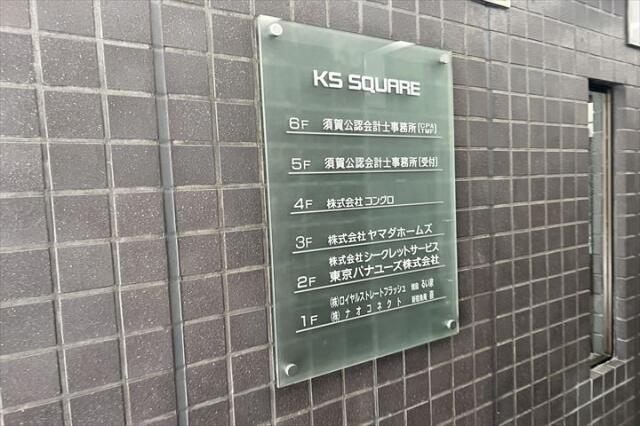 KS SQUARE
6F 須賀公認会計士事務所[CPA TMF]
5F 須賀公認会計士事務所[受付]
4F 株式会社 コングロ
3F 株式会社 ヤマダホームズ
株式会社 シークレットサービス
2F 東京バナユーズ株式会社
(株)ロイヤルストレートフラッシュ
1F (株)ナオコネクト